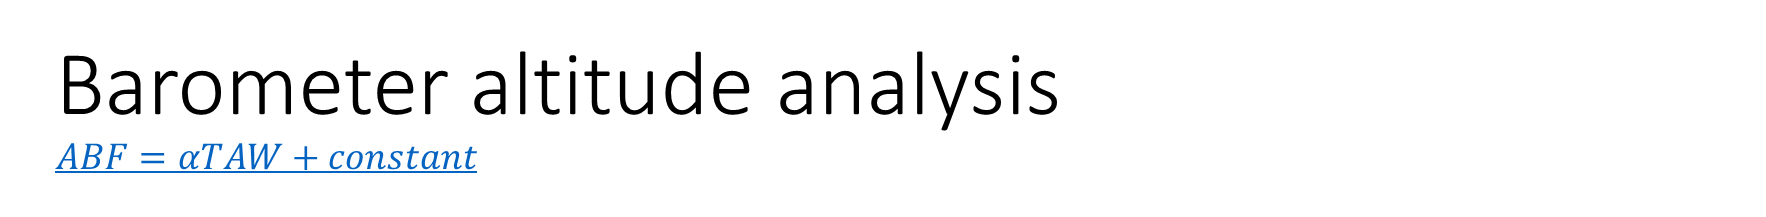 Barometer altitude analysis
ABF = αTAW + constant